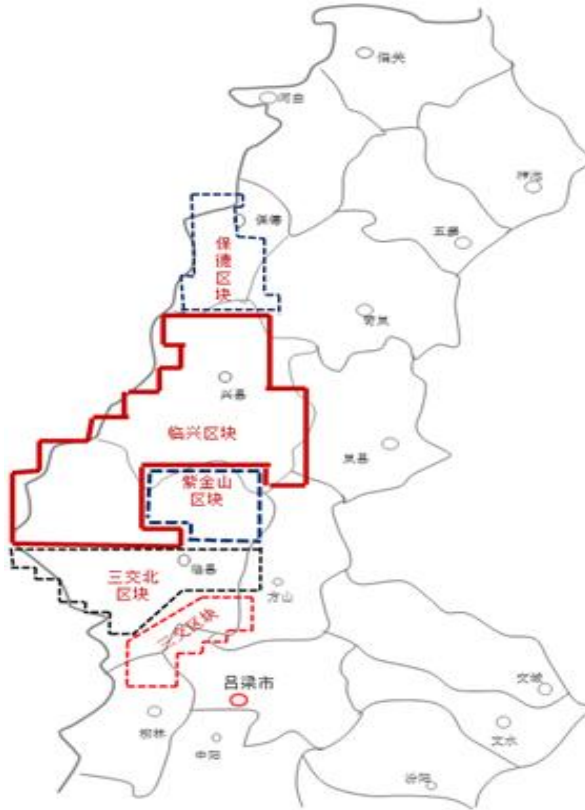 偏关
河曲
神池
保德
五寨
保
德
区
块
岢岚
兴县
临兴区块
岚县
紫金山
区块
临县
三交北
区块
方山
三交区块
吕梁市
文城
柳林
中阳
文水
汾阳